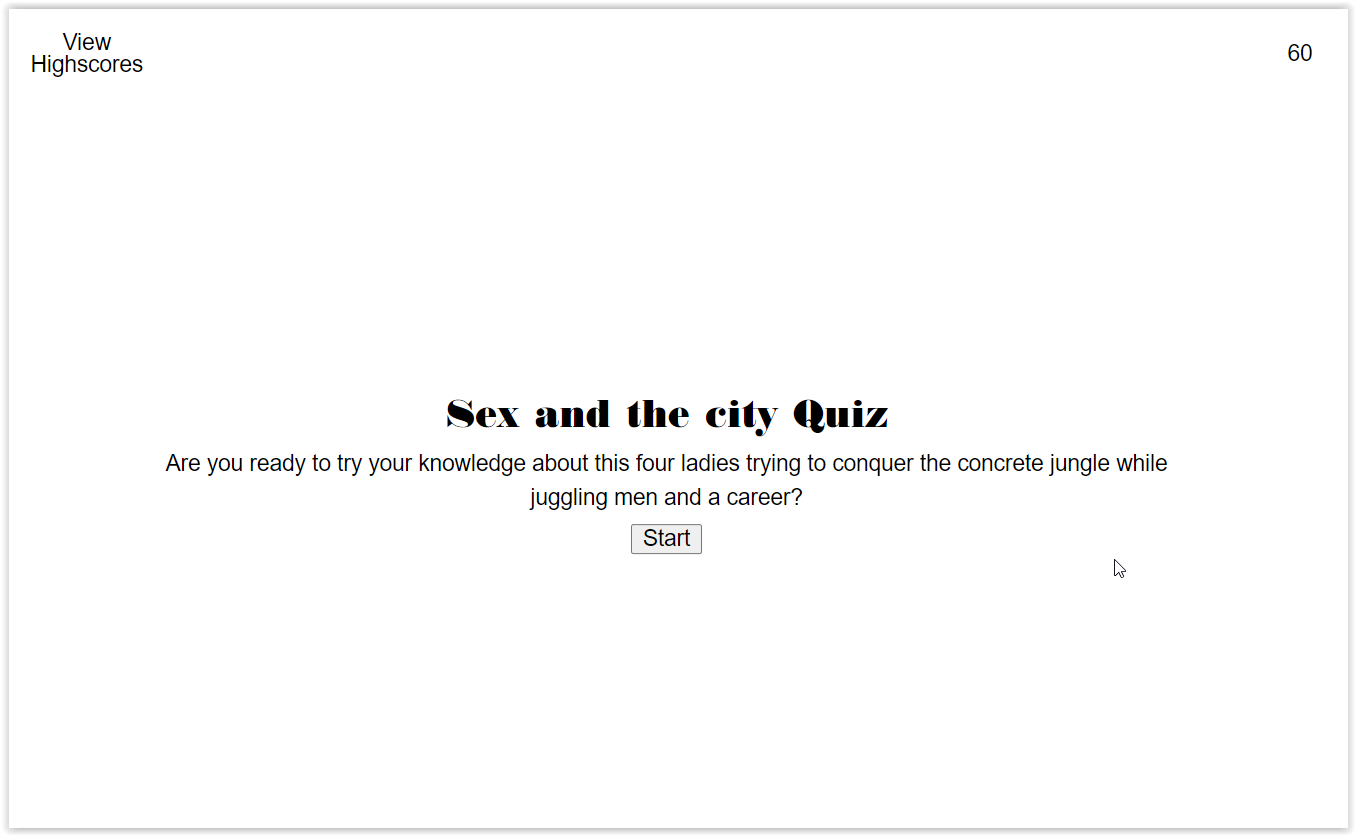 View
Highscores
60
Sex and the city Quiz
Are you ready to try your knowledge about this four ladies trying to conquer the concrete jungle while
juggling men and a career?
Start